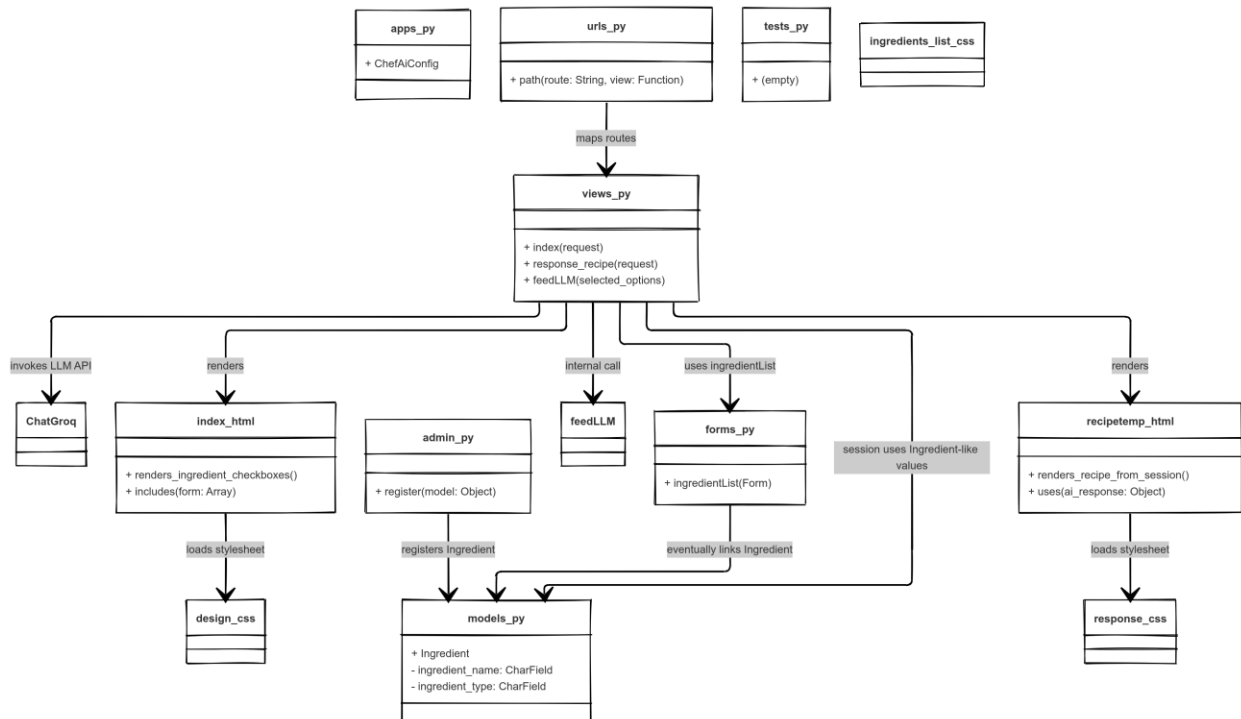 apps_py
+ ChefAiConfig
urls_py
+ path(route: String, view: Function)
tests_py
+ (empty)
ingredients_list_css
maps routes
views_py
+ index(request)
+ response_recipe(request)
+ feedLLM(selected_options)
invokes LLM API
renders
internal call
uses ingredientList
session uses Ingredient-like
values
renders
ChatGroq
index_html
+ renders_ingredient_checkboxes()
+ includes(form: Array)
admin_py
+ register(model: Object)
feedLLM
forms_py
+ ingredientList(Form)
recipetemp_html
+ renders_recipe_from_session()
+ uses(ai_response: Object)
loads stylesheet
registers Ingredient
eventually links Ingredient
loads stylesheet
design_css
models_py
+ Ingredient
- ingredient_name: CharField
- ingredient_type: CharField
response_css